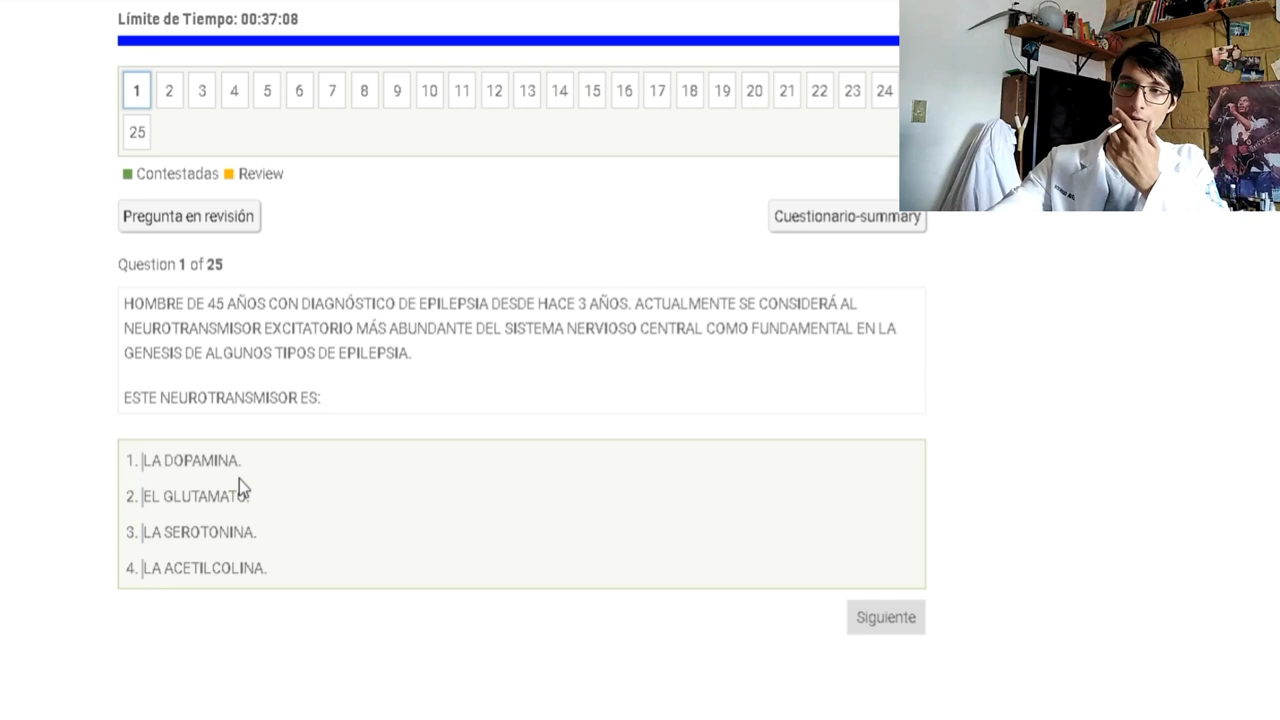 Límite de Tiempo: 00:37:08
1 2 3 4 5 6 7 8 9 10 11 12 13 14 15 16 17 18 19 20 21 22 23 24
25
Contestadas Review
Pregunta en revisión Cuestionario-summary
Question 1 of 25
HOMBRE DE 45 AÑOS CON DIAGNÓSTICO DE EPILEPSIA DESDE HACE 3 AÑOS. ACTUALMENTE SE CONSIDERÁ AL
NEUROTRANSMISOR EXCITATORIO MÁS ABUNDANTE DEL SISTEMA NERVIOSO CENTRAL COMO FUNDAMENTAL EN LA
GENESIS DE ALGUNOS TIPOS DE EPILEPSIA.
ESTE NEUROTRANSMISOR ES:
1. LA DOPAMINA.
2. EL GLUTAMATO.
3. LA SEROTONINA.
4. LA ACETILCOLINA.
Siguiente